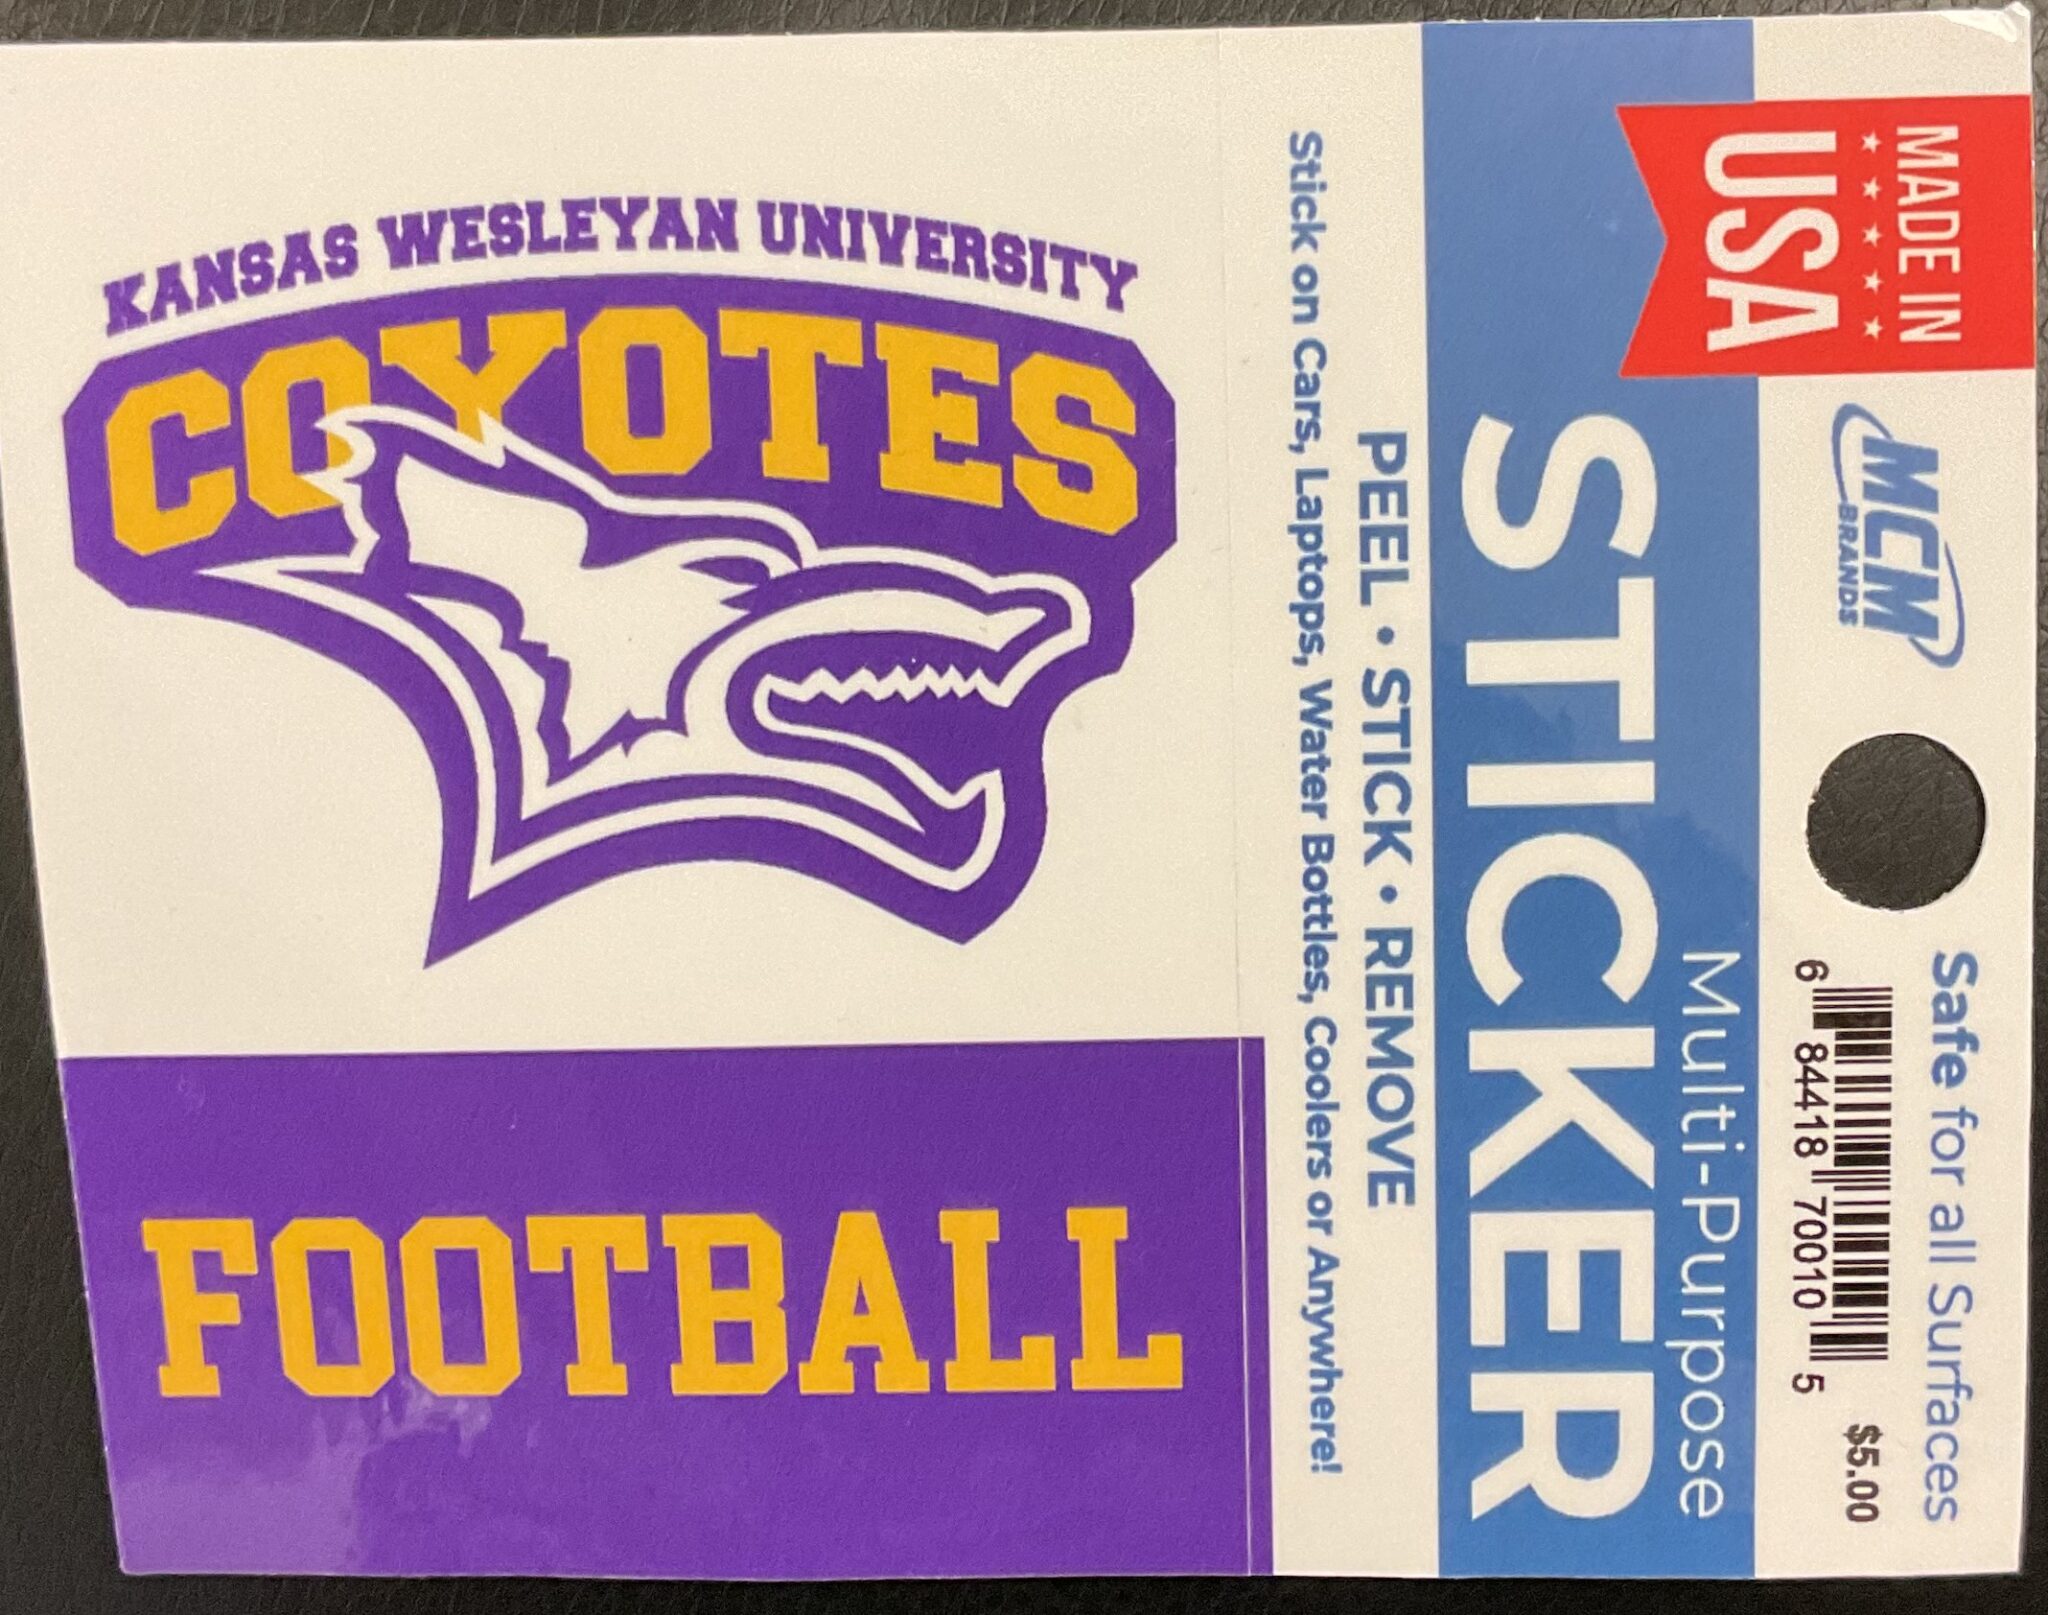 KANSAS WESLEYAN UNIVERSITY
COYOTES
FOOTBALL
MADE IN
USA
MCM
BRANDS
Safe for all Surfaces
6 84418 70010 5
$5.00
Multi-Purpose
STICKER
PEEL • STICK • REMOVE
Stick on Cars, Laptops, Water Bottles, Coolers or Anywhere!